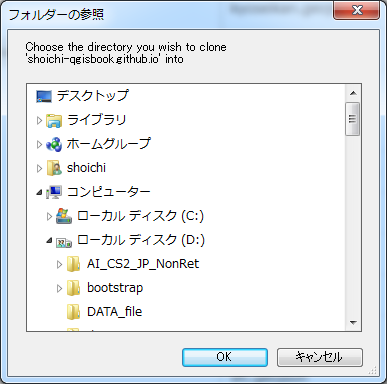 フォルダーの参照
Choose the directory you wish to clone
'shoichi-qgisbook.github.io' into
デスクトップ
ライブラリ
ホームグループ
shoichi
コンピューター
ローカル ディスク (C:)
ローカル ディスク (D:)
AI_CS2_JP_NonRet
bootstrap
DATA_file
OK
キャンセル